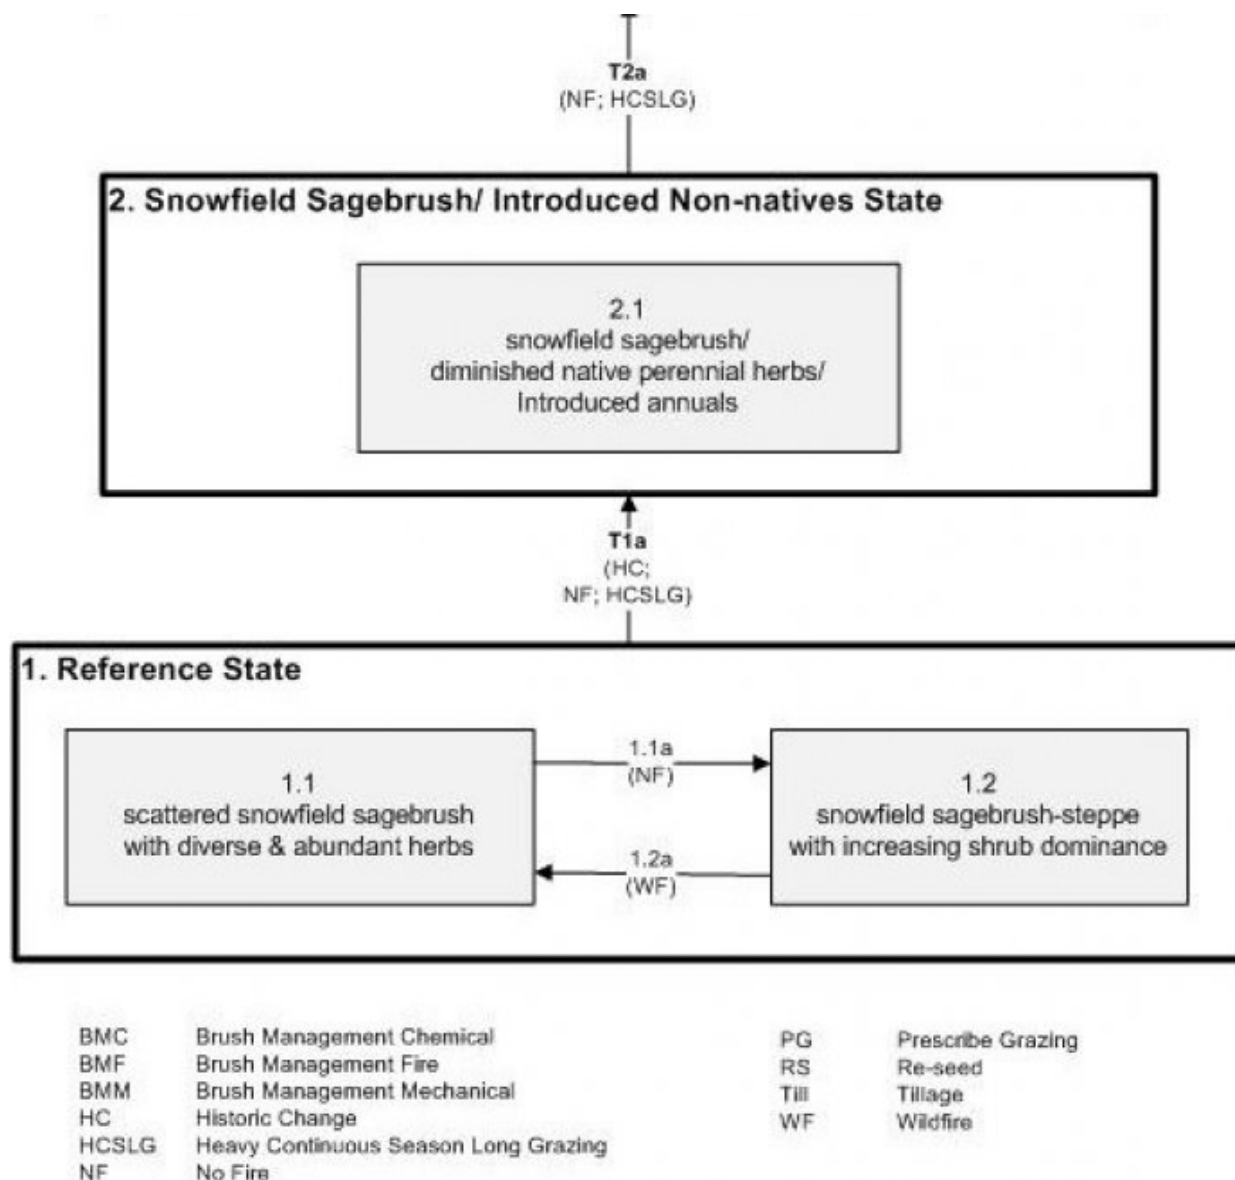 T2a
(NF; HCSLG)
2. Snowfield Sagebrush/ Introduced Non-natives State
2.1
snowfield sagebrush/
diminished native perennial herbs/
Introduced annuals
T1a
(HC;
NF; HCSLG)
1. Reference State
1.1
scattered snowfield sagebrush
with diverse & abundant herbs
1.1a
(NF)
1.2a
(WF)
1.2
snowfield sagebrush-steppe
with increasing shrub dominance
BMC Brush Management Chemical
BMF Brush Management Fire
BMM Brush Management Mechanical
HC Historic Change
HCSLG Heavy Continuous Season Long Grazing
NF No Fire
PG Prescribe Grazing
RS Re-seed
Till Tillage
WF Wildfire